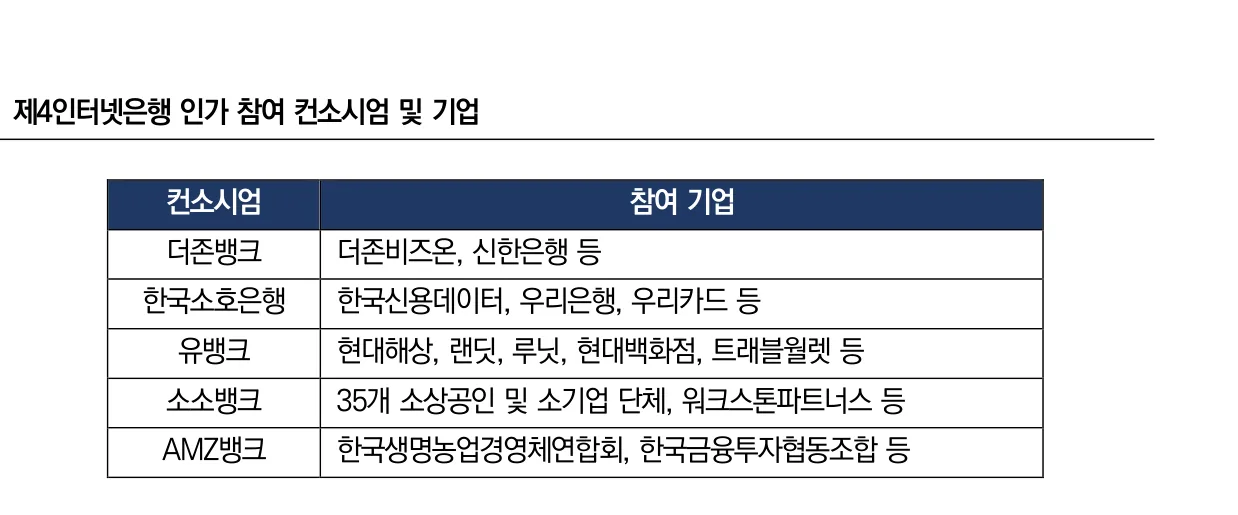 제4인터넷은행 인가 참여 컨소시엄 및 기업
컨소시엄 참여 기업
더존뱅크 더존비즈온, 신한은행 등
한국소호은행 한국신용데이터, 우리은행, 우리카드 등
유뱅크 현대해상, 랜딧, 루닛, 현대백화점, 트래블월렛 등
소소뱅크 35개 소상공인 및 소기업 단체, 워크스톤파트너스 등
AMZ뱅크 한국생명농업경영체연합회, 한국금융투자협동조합 등